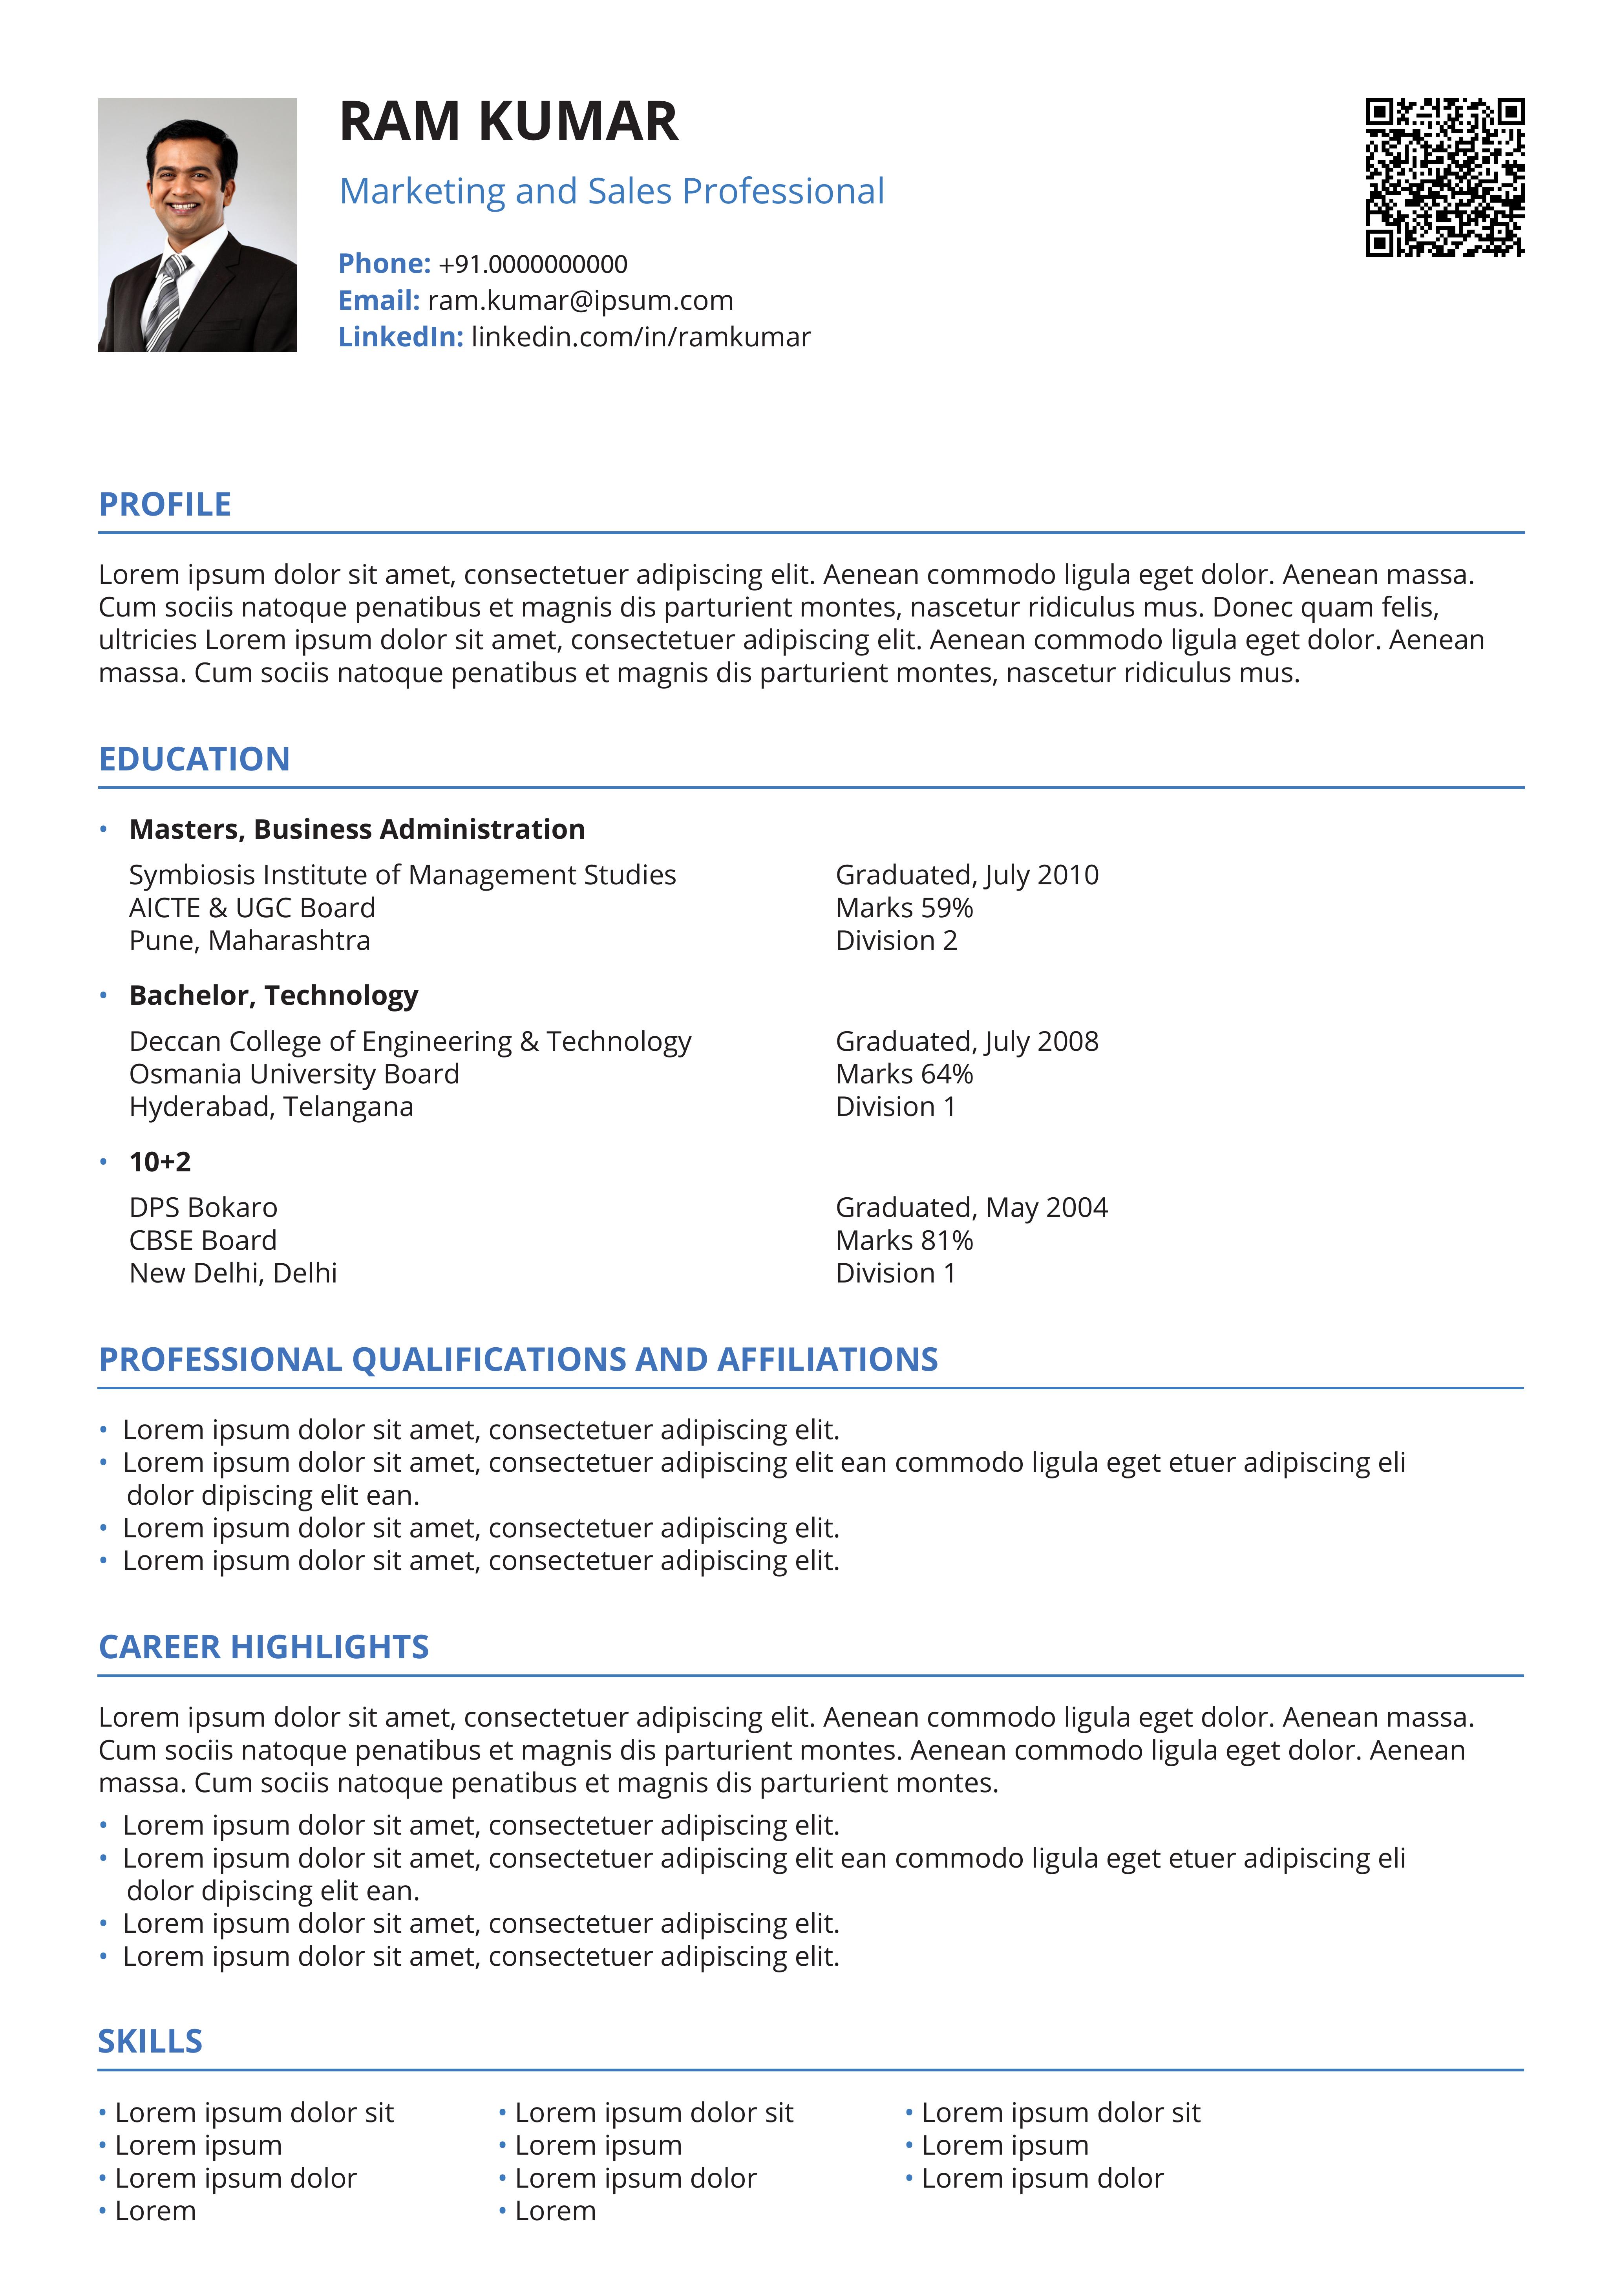 RAM KUMAR
Marketing and Sales Professional
Phone: +91.0000000000
Email: ram.kumar@ipsum.com
LinkedIn: linkedin.com/in/ramkumar
PROFILE
Lorem ipsum dolor sit amet, consectetuer adipiscing elit. Aenean commodo ligula eget dolor. Aenean massa.
Cum sociis natoque penatibus et magnis dis parturient montes, nascetur ridiculus mus. Donec quam felis,
ultricies Lorem ipsum dolor sit amet, consectetuer adipiscing elit. Aenean commodo ligula eget dolor. Aenean
massa. Cum sociis natoque penatibus et magnis dis parturient montes, nascetur ridiculus mus.
EDUCATION
• Masters, Business Administration
Symbiosis Institute of Management Studies Graduated, July 2010
AICTE & UGC Board Marks 59%
Pune, Maharashtra Division 2
• Bachelor, Technology
Deccan College of Engineering & Technology Graduated, July 2008
Osmania University Board Marks 64%
Hyderabad, Telangana Division 1
• 10+2
DPS Bokaro Graduated, May 2004
CBSE Board Marks 81%
New Delhi, Delhi Division 1
PROFESSIONAL QUALIFICATIONS AND AFFILIATIONS
• Lorem ipsum dolor sit amet, consectetuer adipiscing elit.
• Lorem ipsum dolor sit amet, consectetuer adipiscing elit ean commodo ligula eget etuer adipiscing eli
dolor dipiscing elit ean.
• Lorem ipsum dolor sit amet, consectetuer adipiscing elit.
• Lorem ipsum dolor sit amet, consectetuer adipiscing elit.
CAREER HIGHLIGHTS
Lorem ipsum dolor sit amet, consectetuer adipiscing elit. Aenean commodo ligula eget dolor. Aenean massa.
Cum sociis natoque penatibus et magnis dis parturient montes. Aenean commodo ligula eget dolor. Aenean
massa. Cum sociis natoque penatibus et magnis dis parturient montes.
• Lorem ipsum dolor sit amet, consectetuer adipiscing elit.
• Lorem ipsum dolor sit amet, consectetuer adipiscing elit ean commodo ligula eget etuer adipiscing eli
dolor dipiscing elit ean.
• Lorem ipsum dolor sit amet, consectetuer adipiscing elit.
• Lorem ipsum dolor sit amet, consectetuer adipiscing elit.
SKILLS
• Lorem ipsum dolor sit • Lorem ipsum dolor sit • Lorem ipsum dolor sit
• Lorem ipsum • Lorem ipsum • Lorem ipsum
• Lorem ipsum dolor • Lorem ipsum dolor • Lorem ipsum dolor
• Lorem • Lorem